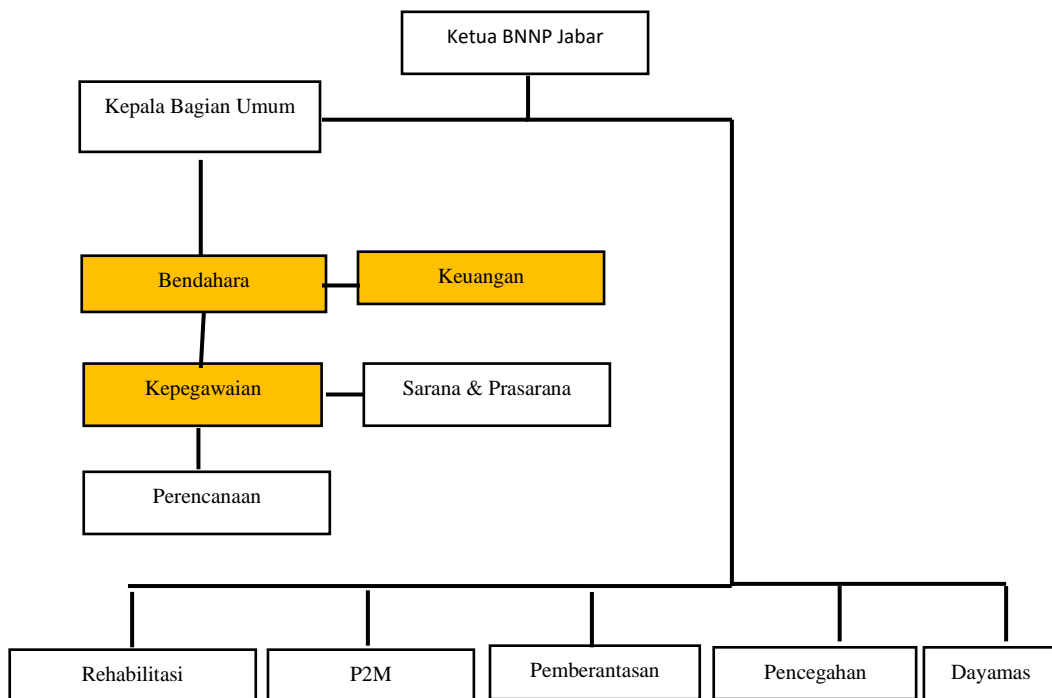 Ketua BNNP Jabar
Kepala Bagian Umum
Bendahara
Keuangan
Kepegawaian
Sarana & Prasarana
Perencanaan
Rehabilitasi
P2M
Pemberantasan
Pencegahan
Dayamas